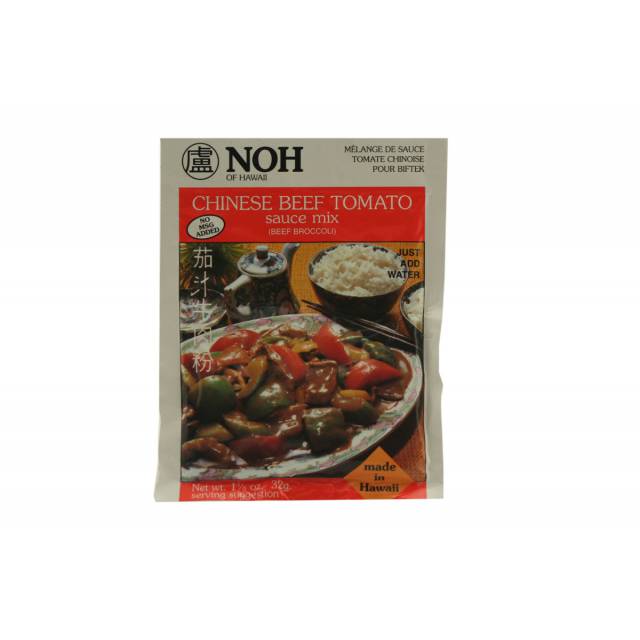 盧 NOH
OF HAWAII
MÉLANGE DE SAUCE
TOMATE CHINOISE
POUR BIFTEK
CHINESE BEEF TOMATO
sauce mix
(BEEF BROCCOLI)
NO
MSG
ADDED
JUST
ADD
WATER
茄汁牛肉粉
made
in
Hawaii
Net wt. 1⅛ oz. 32g.
serving suggestion